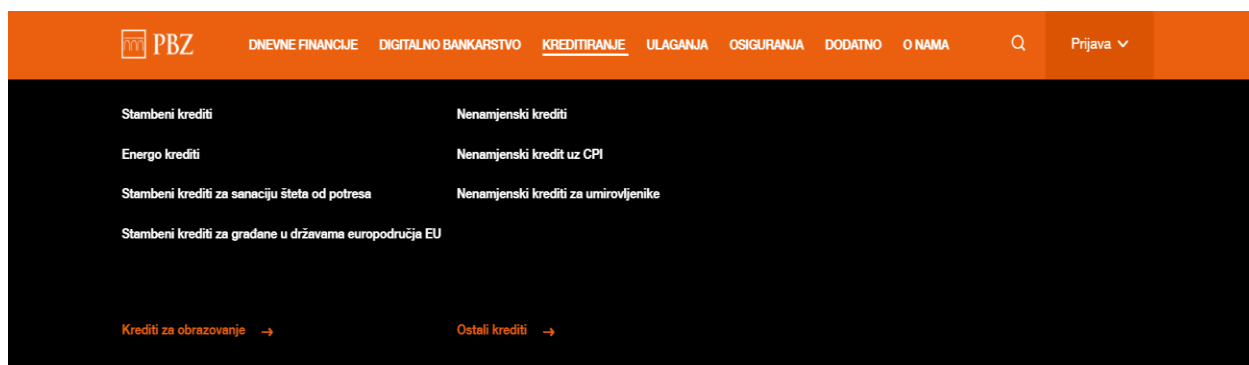 PBZ DNEVNE FINANCIJE DIGITALNO BANKARSTVO KREDITIRANJE ULAGANJA OSIGURANJA DODATNO O NAMA Prijava
Stambeni krediti
Energo krediti
Stambeni krediti za sanaciju šteta od potresa
Stambeni krediti za građane u državama europodručja EU
Nenamjenski krediti
Nenamjenski kredit uz CPI
Nenamjenski krediti za umirovljenike
Krediti za obrazovanje →
Ostali krediti →